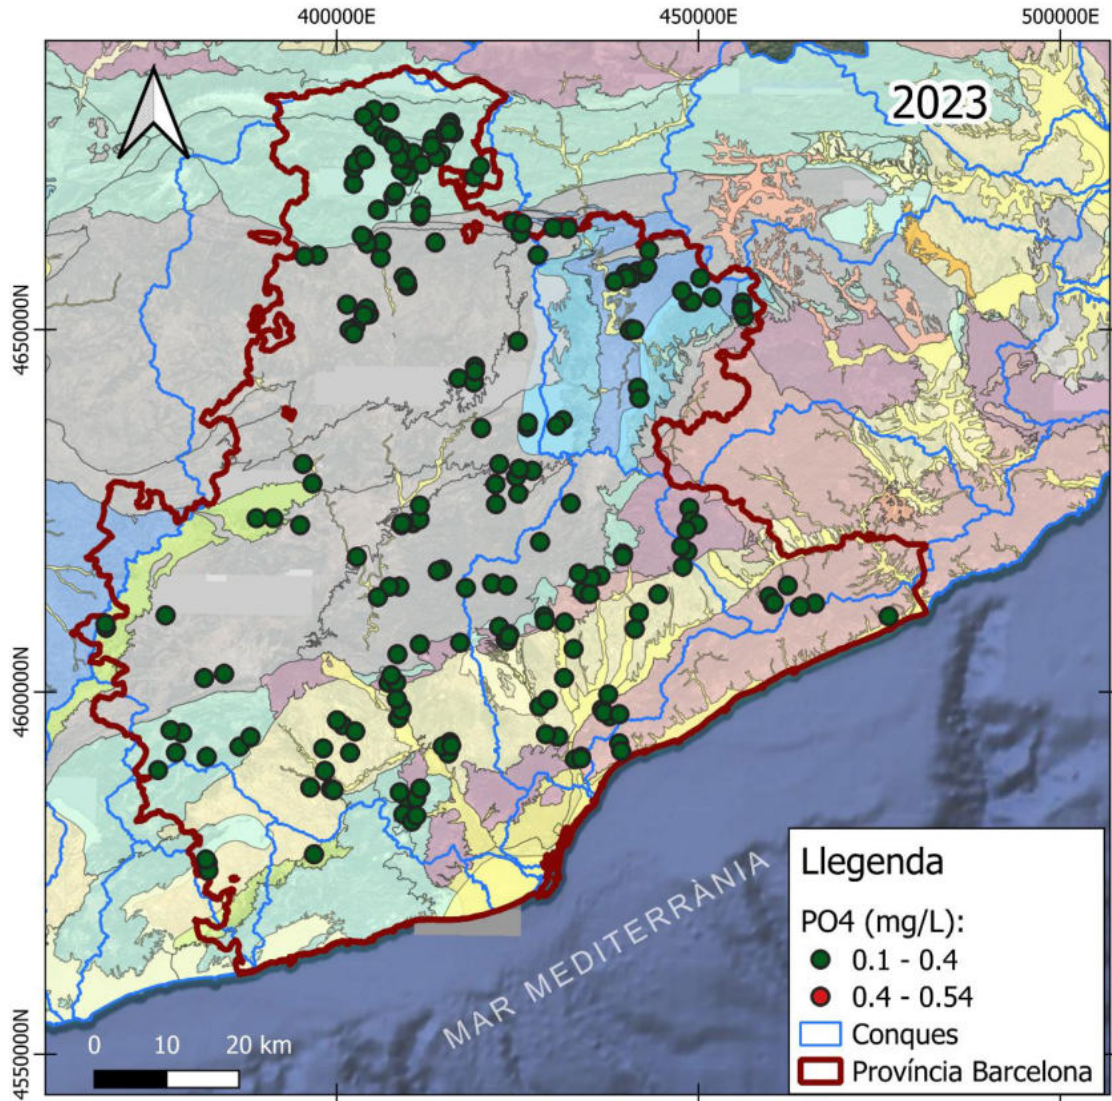 400000E
450000E
500000E
2023
4650000N
4600000N
4550000N
MAR MEDITERRÀNIA
0 10 20 km
Llegenda
PO4 (mg/L):
0.1 - 0.4
0.4 - 0.54
Conques
Província Barcelona